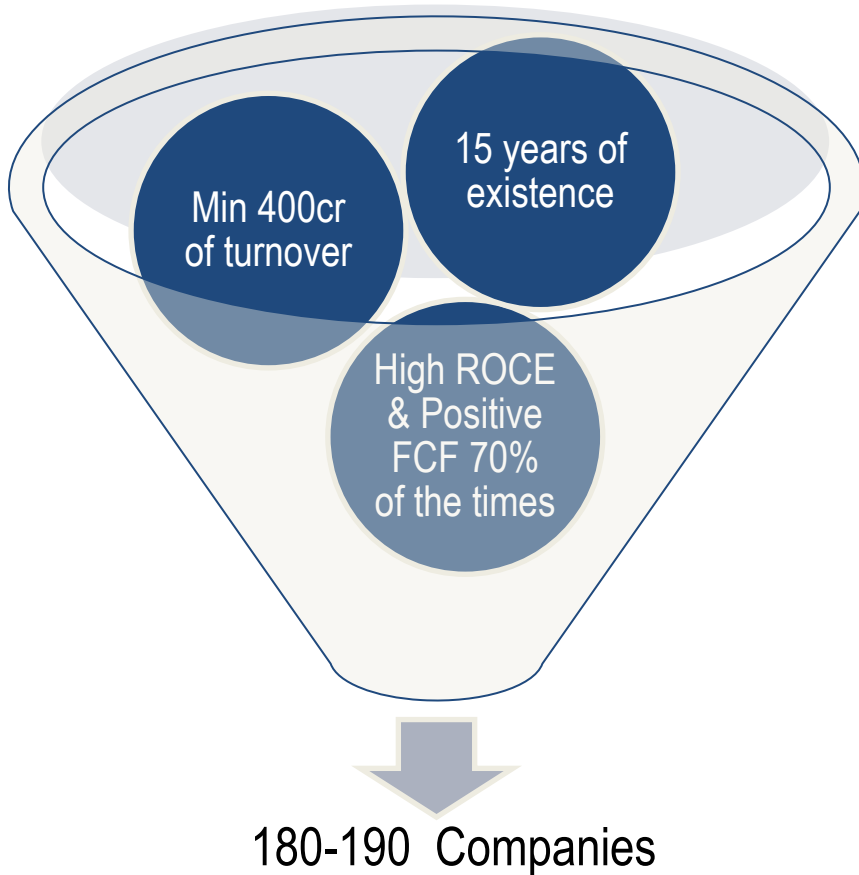 15 years of
existence
Min 400cr
of turnover
High ROCE
& Positive
FCF 70%
of the times
180-190 Companies